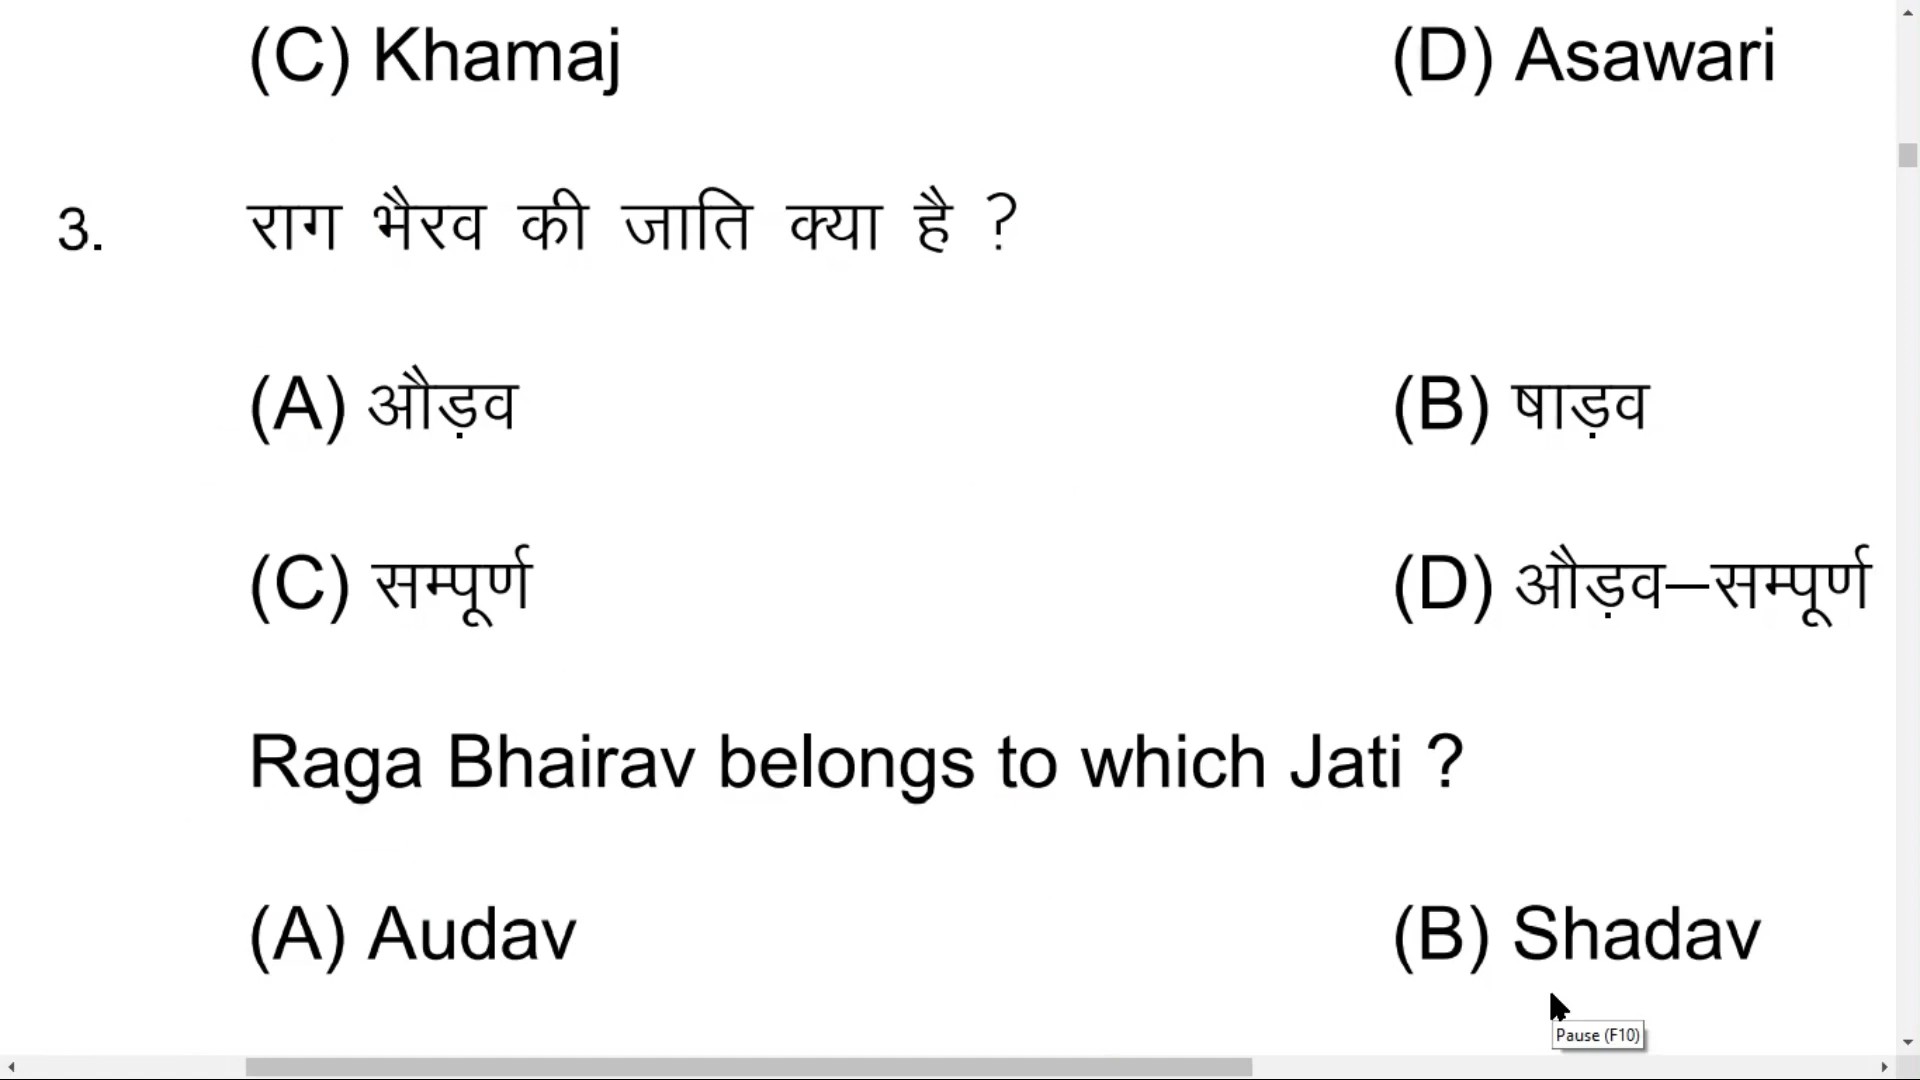 (C) Khamaj (D) Asawari
3. राग भैरव की जाति क्या है ?
(A) औड़व (B) षाड़व
(C) सम्पूर्ण (D) औड़व–सम्पूर्ण
Raga Bhairav belongs to which Jati ?
(A) Audav (B) Shadav
Pause (F10)